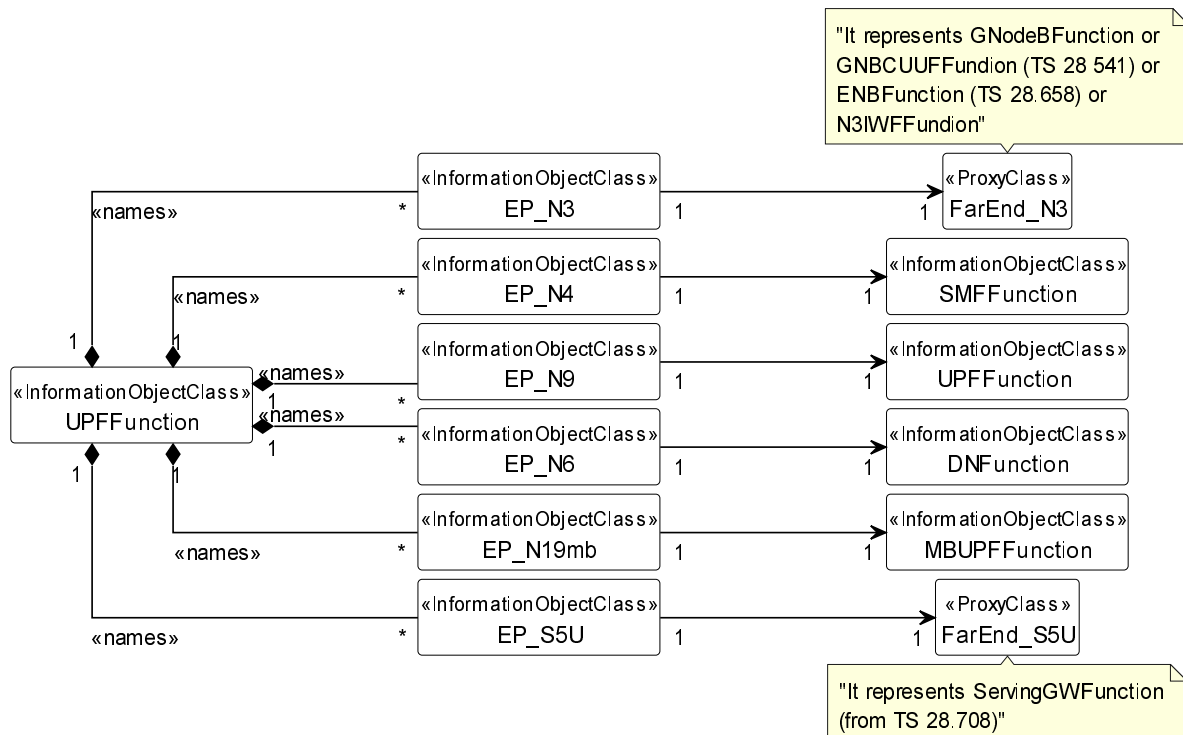 "It represents GNodeBFunction or
GNBCUUFFundion (TS 28 541) or
ENBFunction (TS 28.658) or
N3IWFFundion"
«InformationObjectClass»
EP_N3
«ProxyClass»
FarEnd_N3
«names»
*
1
1
«InformationObjectClass»
EP_N4
«InformationObjectClass»
SMFFunction
«names»
*
1
1
1
1
«InformationObjectClass»
EP_N9
«InformationObjectClass»
UPFFunction
«names»
1
*
1
1
«InformationObjectClass»
UPFFunction
«names»
1
*
«InformationObjectClass»
EP_N6
«InformationObjectClass»
DNFunction
1
1
1
1
«InformationObjectClass»
EP_N19mb
«InformationObjectClass»
MBUPFFunction
«names»
*
1
1
«InformationObjectClass»
EP_S5U
«ProxyClass»
FarEnd_S5U
«names»
*
1
1
"It represents ServingGWFunction
(from TS 28.708)"